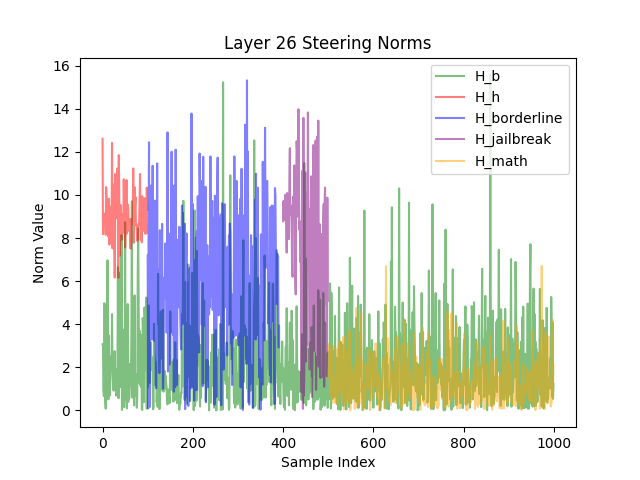 Layer 26 Steering Norms
16
14
12
10
8
6
4
2
0
Norm Value
0
200
400
600
800
1000
Sample Index
H_b
H_h
H_borderline
H_jailbreak
H_math